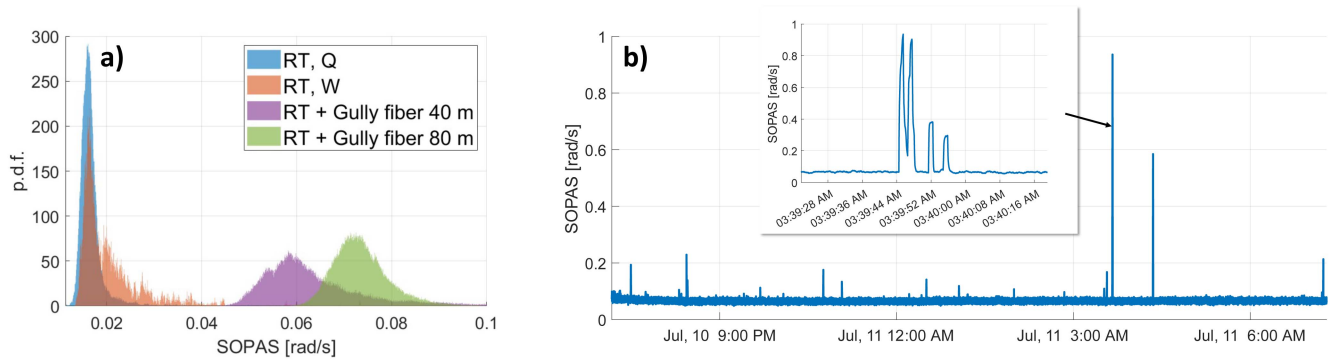 a)
300
250
200
150
100
50
0
p.d.f.
RT, Q
RT, W
RT + Gully fiber 40 m
RT + Gully fiber 80 m
0.02 0.04 0.06 0.08 0.1
SOPAS [rad/s]
b)
1
0.8
0.6
0.4
0.2
0
SOPAS [rad/s]
Jul, 10 9:00 PM Jul, 11 12:00 AM Jul, 11 3:00 AM Jul, 11 6:00 AM
1
0.8
0.6
0.4
0.2
0
SOPAS [rad/s]
03:39:28 AM 03:39:36 AM 03:39:44 AM 03:39:52 AM 03:40:00 AM 03:40:08 AM 03:40:16 AM